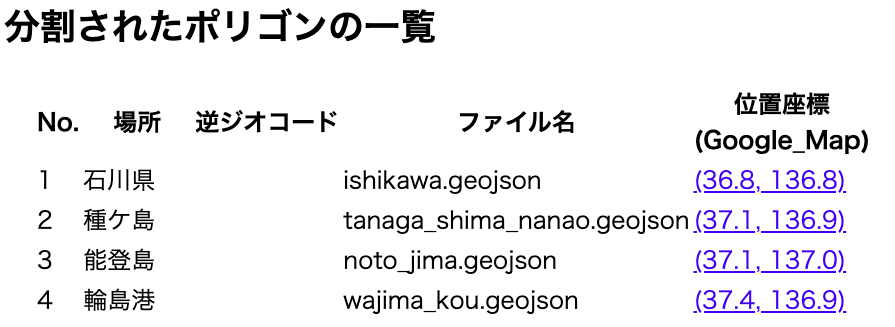 分割されたポリゴンの一覧
No. 場所 逆ジオコード ファイル名 位置座標
(Google_Map)
1 石川県 ishikawa.geojson (36.8, 136.8)
2 種ケ島 tanaga_shima_nanao.geojson (37.1, 136.9)
3 能登島 noto_jima.geojson (37.1, 137.0)
4 輪島港 wajima_kou.geojson (37.4, 136.9)